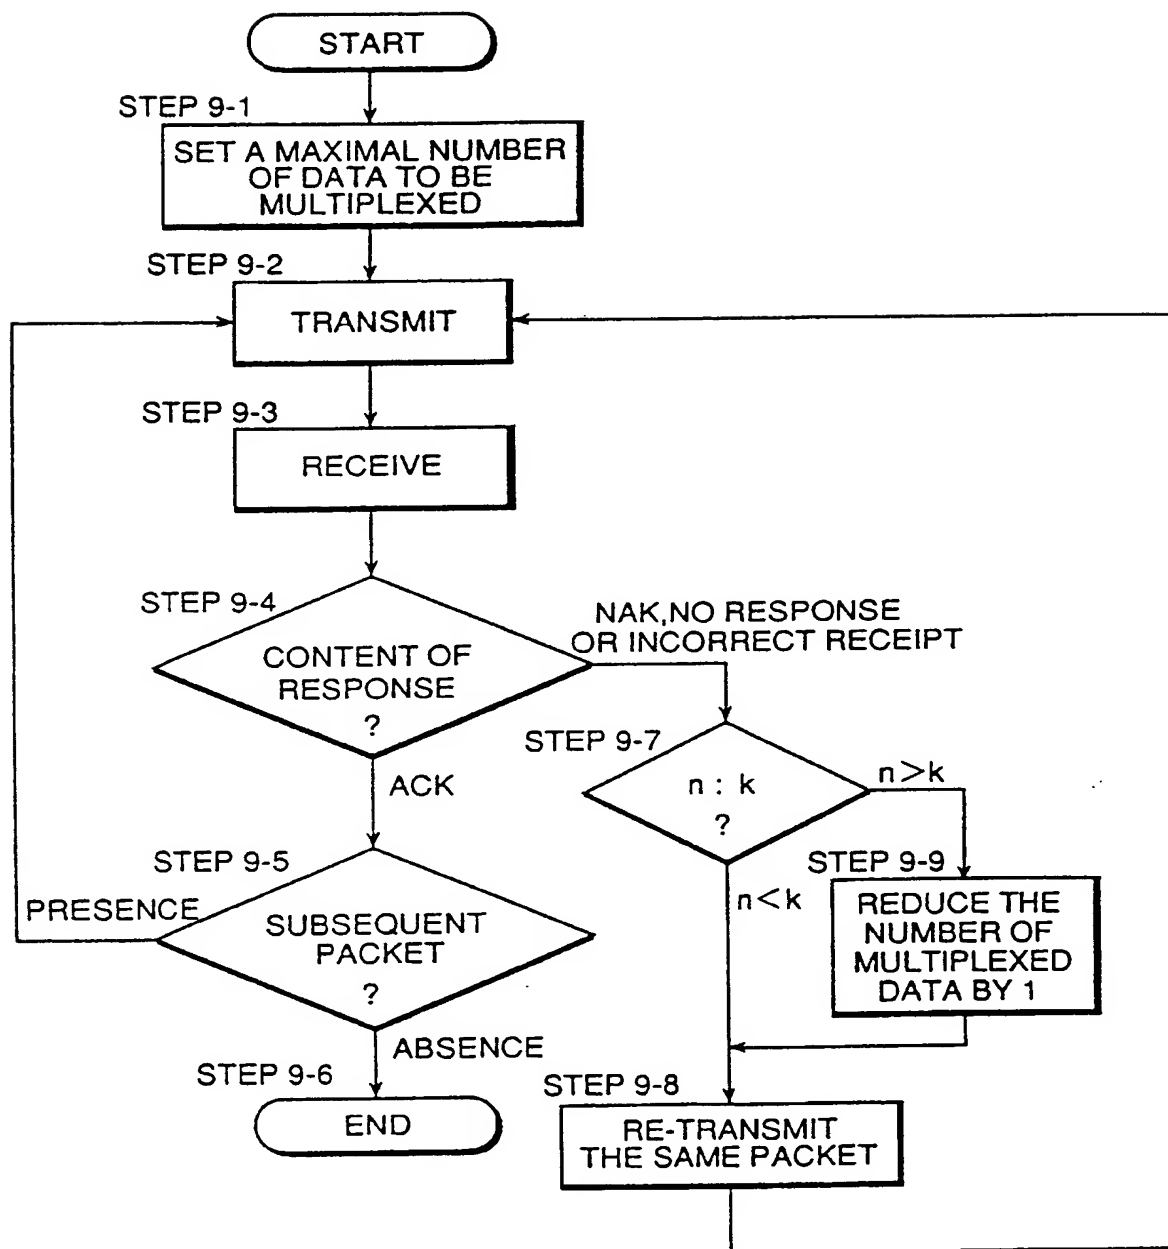 START
STEP 9-1
SET A MAXIMAL NUMBER
OF DATA TO BE
MULTIPLEXED
STEP 9-2
TRANSMIT
STEP 9-3
RECEIVE
STEP 9-4
CONTENT OF
RESPONSE
?
NAK,NO RESPONSE
OR INCORRECT RECEIPT
ACK
STEP 9-5
PRESENCE
SUBSEQUENT
PACKET
?
ABSENCE
STEP 9-6
END
STEP 9-7
n : k
?
n>k
n<k
STEP 9-9
REDUCE THE
NUMBER OF
MULTIPLEXED
DATA BY 1
STEP 9-8
RE-TRANSMIT
THE SAME PACKET